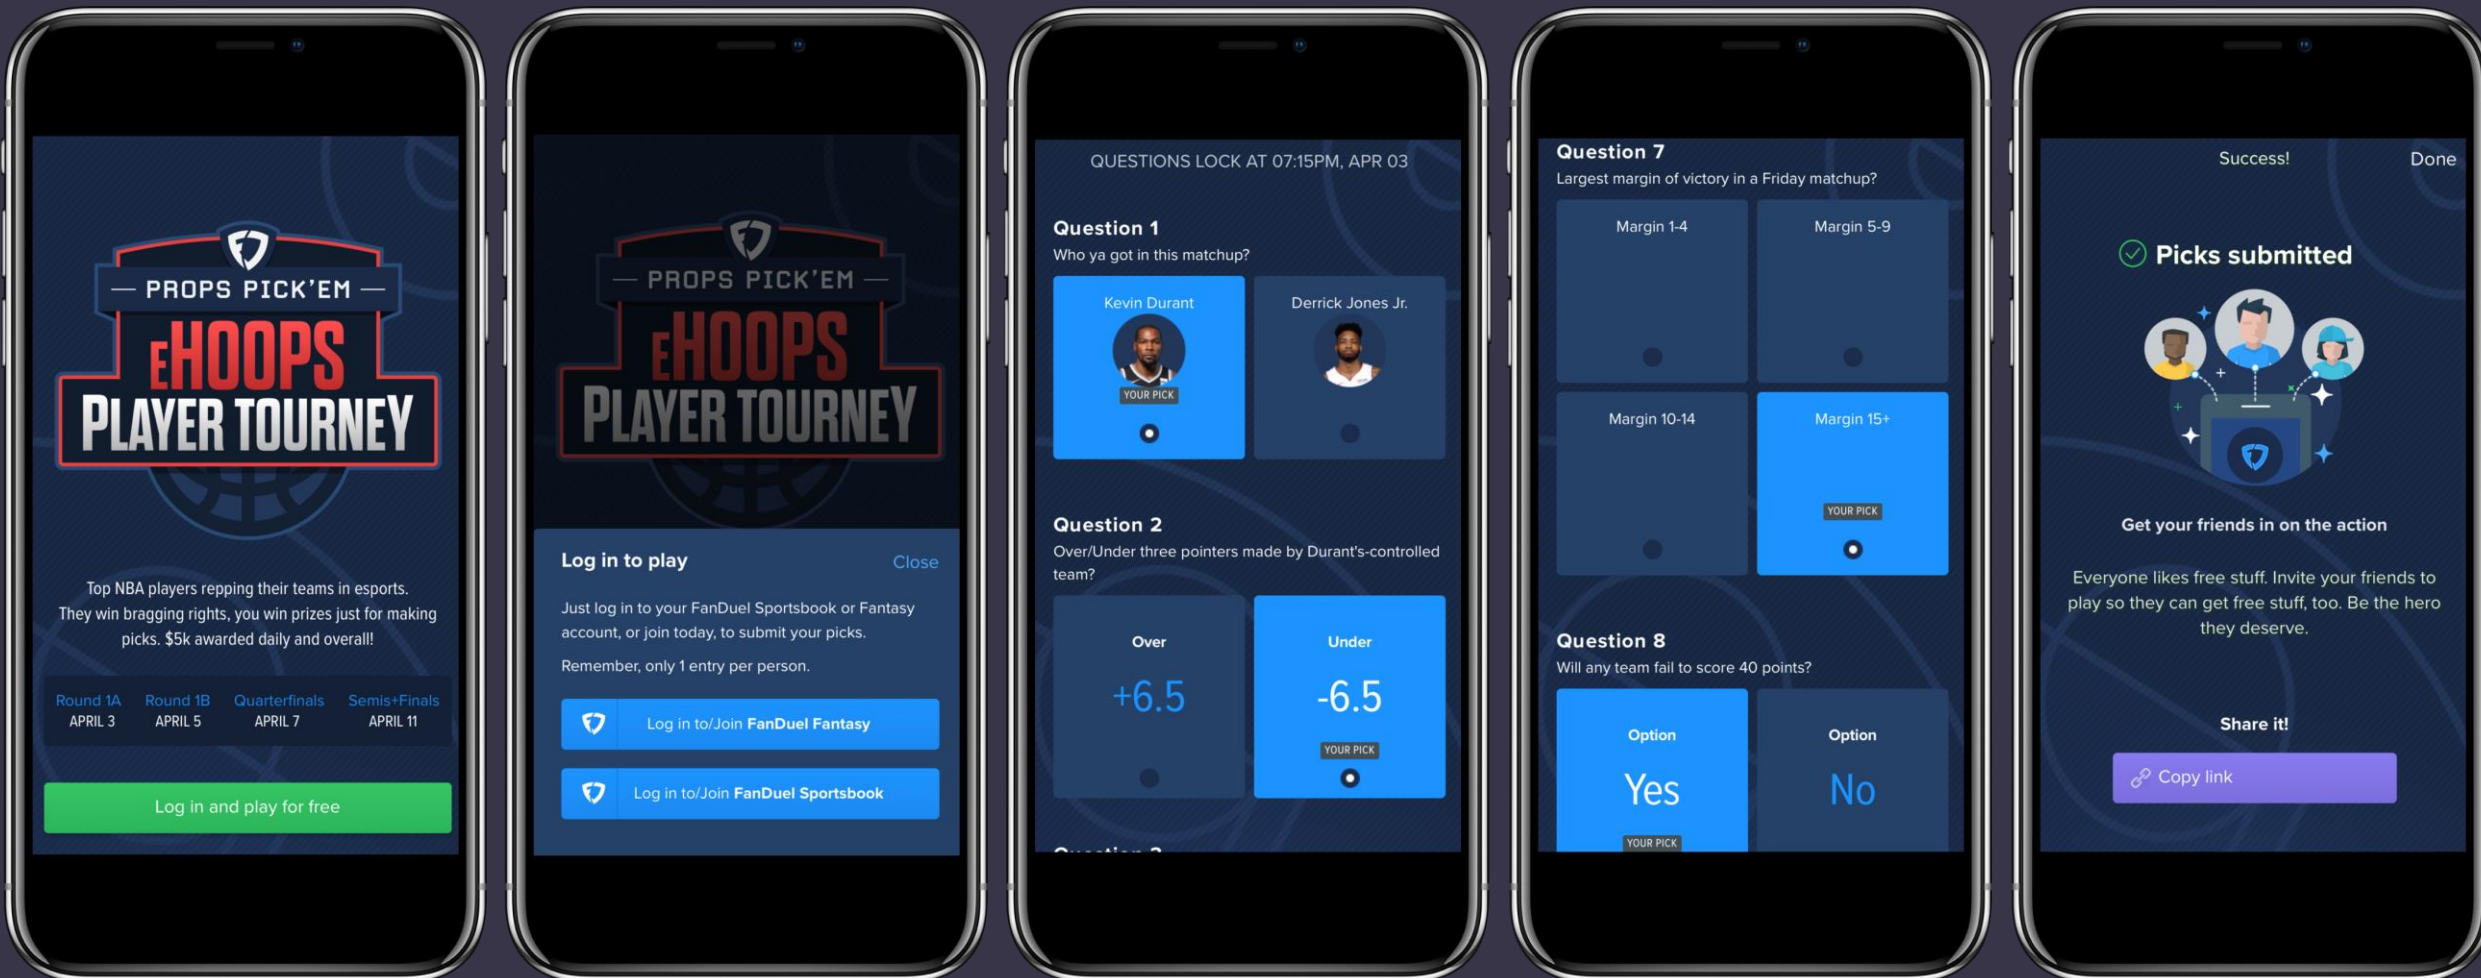 PROPS PICK'EM
eHOOPS
PLAYER TOURNEY
Top NBA players repping their teams in esports.
They win bragging rights, you win prizes just for making
picks. $5k awarded daily and overall!
Round 1A Round 1B Quarterfinals Semis+Finals
APRIL 3 APRIL 5 APRIL 7 APRIL 11
Log in and play for free
PROPS PICK'EM
eHOOPS
PLAYER TOURNEY
Log in to play Close
Just log in to your FanDuel Sportsbook or Fantasy
account, or join today, to submit your picks.
Remember, only 1 entry per person.
Log in to/Join FanDuel Fantasy
Log in to/Join FanDuel Sportsbook
QUESTIONS LOCK AT 07:15PM, APR 03
Question 1
Who ya got in this matchup?
Kevin Durant Derrick Jones Jr.
YOUR PICK
Question 2
Over/Under three pointers made by Durant's-controlled
team?
Over Under
+6.5 -6.5
YOUR PICK
Question 7
Largest margin of victory in a Friday matchup?
Margin 1-4 Margin 5-9
Margin 10-14 Margin 15+
YOUR PICK
Question 8
Will any team fail to score 40 points?
Option Option
Yes No
YOUR PICK
Success! Done
Picks submitted
Get your friends in on the action
Everyone likes free stuff. Invite your friends to
play so they can get free stuff, too. Be the hero
they deserve.
Share it!
Copy link